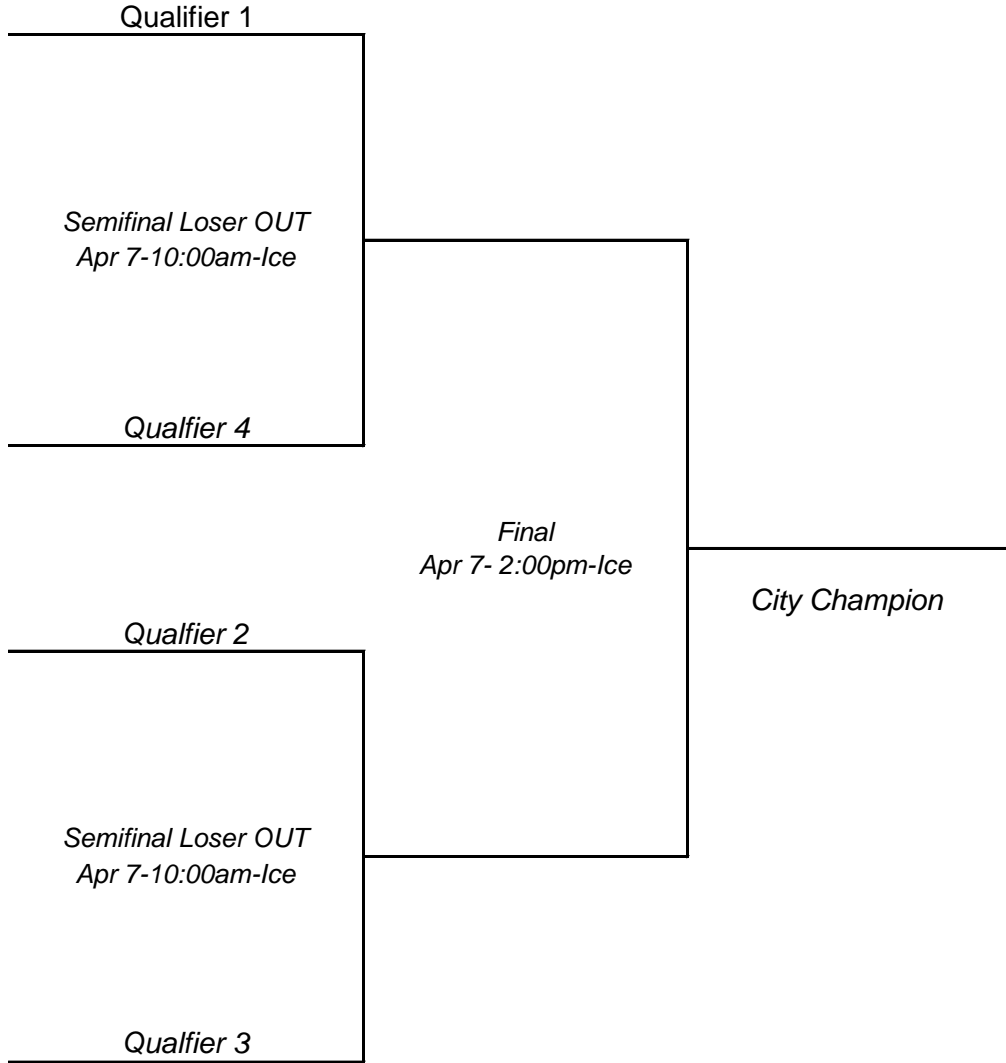 Qualifier 1
Semifinal Loser OUT
Apr 7-10:00am-Ice
Qualfier 4
Final
Apr 7- 2:00pm-Ice
City Champion
Qualfier 2
Semifinal Loser OUT
Apr 7-10:00am-Ice
Qualfier 3